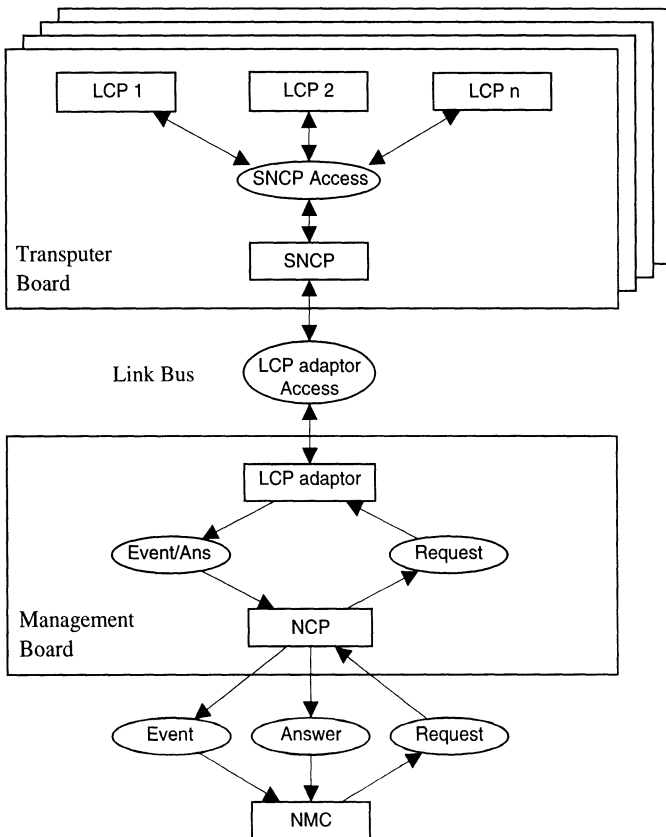 LCP 1
LCP 2
LCP n
SNCP Access
SNCP
Transputer
Board
Link Bus
LCP adaptor
Access
LCP adaptor
Event/Ans
Request
NCP
Management
Board
Event
Answer
Request
NMC